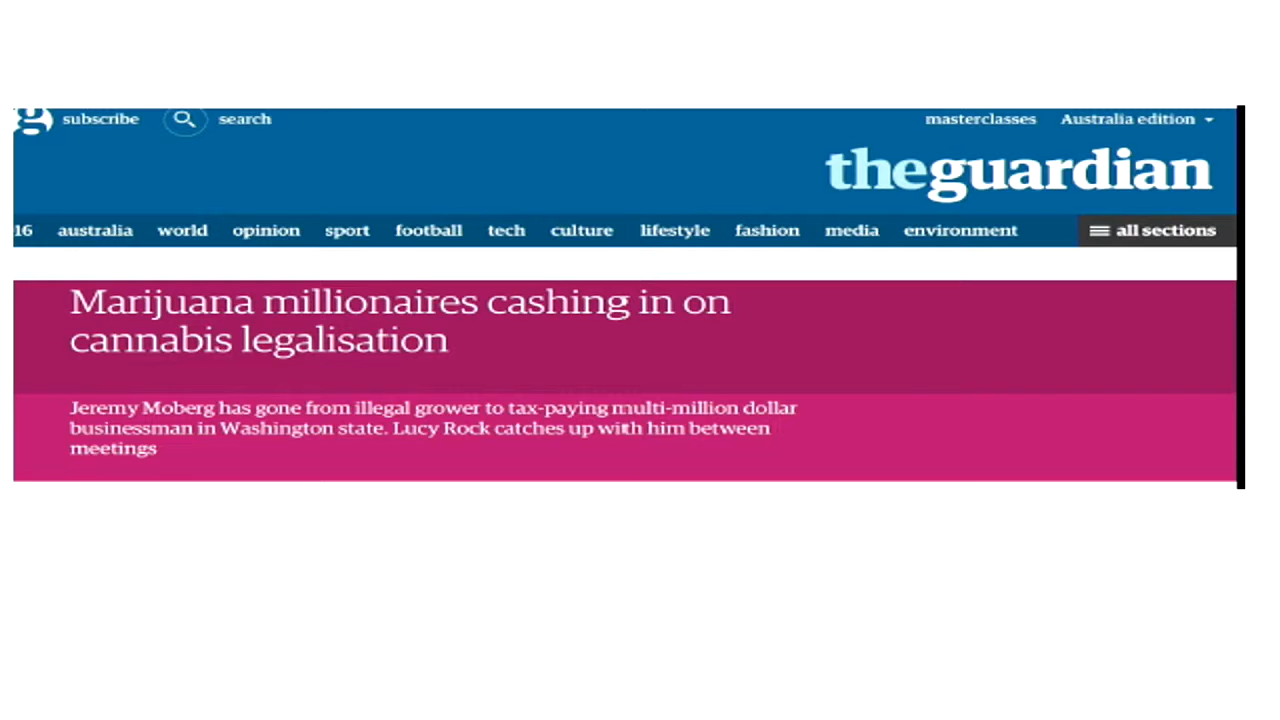 g subscribe search masterclasses Australia edition
theguardian
16 australia world opinion sport football tech culture lifestyle fashion media environment all sections
Marijuana millionaires cashing in on
cannabis legalisation
Jeremy Moberg has gone from illegal grower to tax-paying multi-million dollar
businessman in Washington state. Lucy Rock catches up with him between
meetings